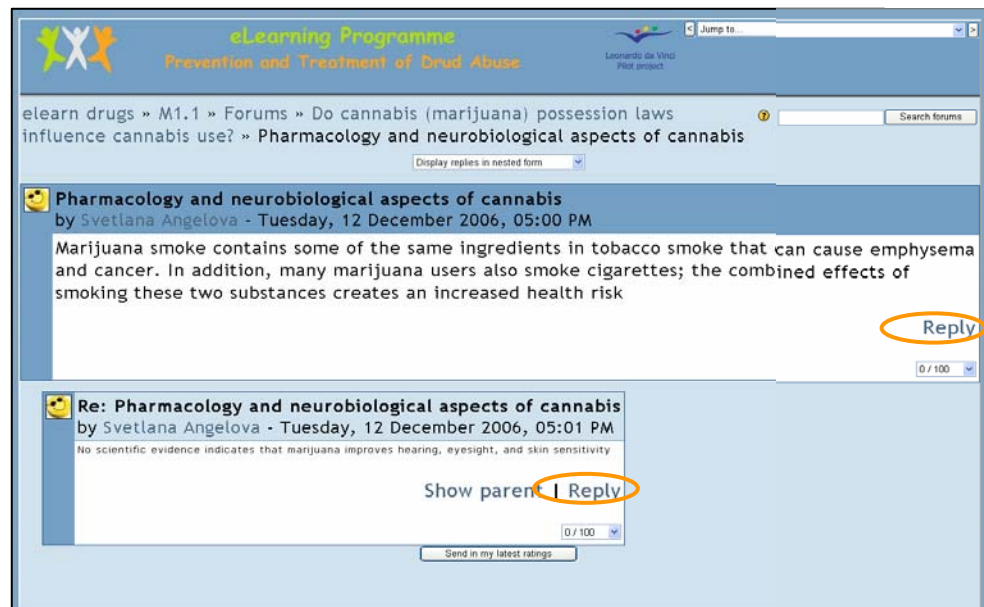 eLearning Programme
Prevention and Treatment of Drud Abuse
Leonardo da Vinci
Pilot project
< Jump to... >
elearn drugs » M1.1 » Forums » Do cannabis (marijuana) possession laws
influence cannabis use? » Pharmacology and neurobiological aspects of cannabis
? Search forums
Display replies in nested form
Pharmacology and neurobiological aspects of cannabis
by Svetlana Angelova - Tuesday, 12 December 2006, 05:00 PM
Marijuana smoke contains some of the same ingredients in tobacco smoke that can cause emphysema
and cancer. In addition, many marijuana users also smoke cigarettes; the combined effects of
smoking these two substances creates an increased health risk
Reply
0 / 100
Re: Pharmacology and neurobiological aspects of cannabis
by Svetlana Angelova - Tuesday, 12 December 2006, 05:01 PM
No scientific evidence indicates that marijuana improves hearing, eyesight, and skin sensitivity
Show parent | Reply
0 / 100
Send in my latest ratings